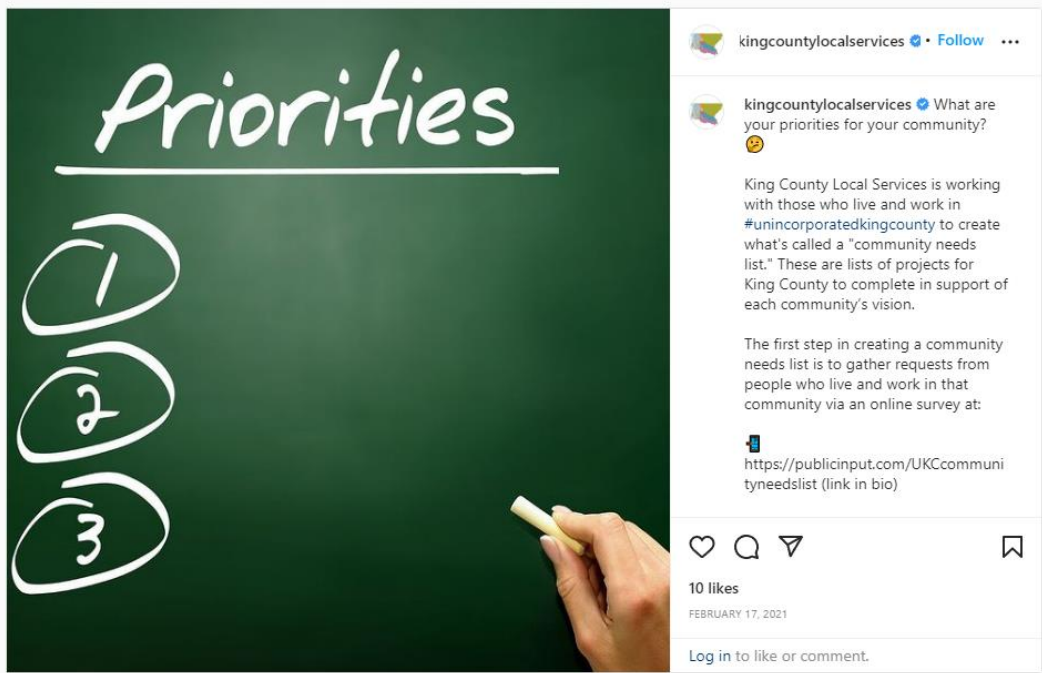 Priorities
1
2
3
kingcountylocalservices • Follow
kingcountylocalservices What are
your priorities for your community?
🤔
King County Local Services is working
with those who live and work in
#unincorporatedkingcounty to create
what's called a "community needs
list." These are lists of projects for
King County to complete in support of
each community's vision.
The first step in creating a community
needs list is to gather requests from
people who live and work in that
community via an online survey at:
📲
https://publicinput.com/UKCcommuni
tyneedslist (link in bio)
10 likes
FEBRUARY 17, 2021
Log in to like or comment.